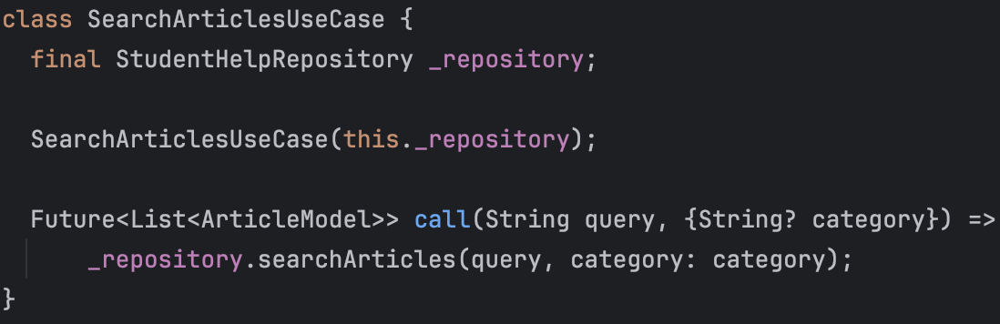 class SearchArticlesUseCase {
  final StudentHelpRepository _repository;

  SearchArticlesUseCase(this._repository);

  Future<List<ArticleModel>> call(String query, {String? category}) =>
      _repository.searchArticles(query, category: category);
}